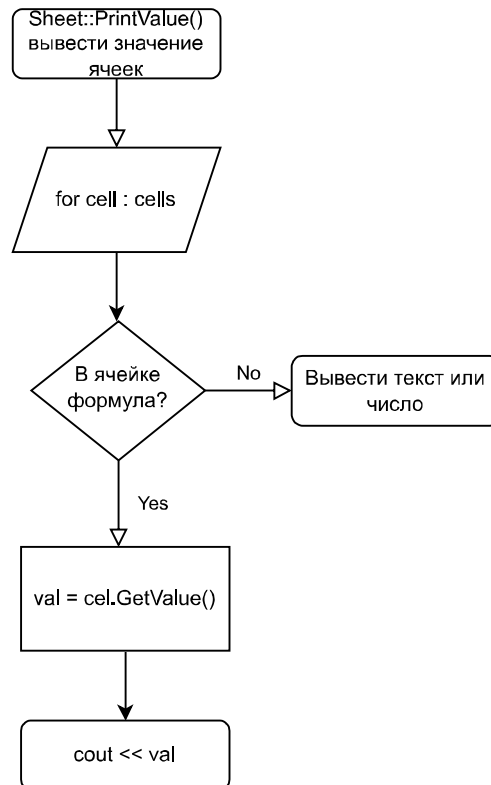 Sheet::PrintValue()
вывести значение
ячеек
for cell : cells
В ячейке
формула?
No
Вывести текст или
число
Yes
val = cel.GetValue()
cout << val